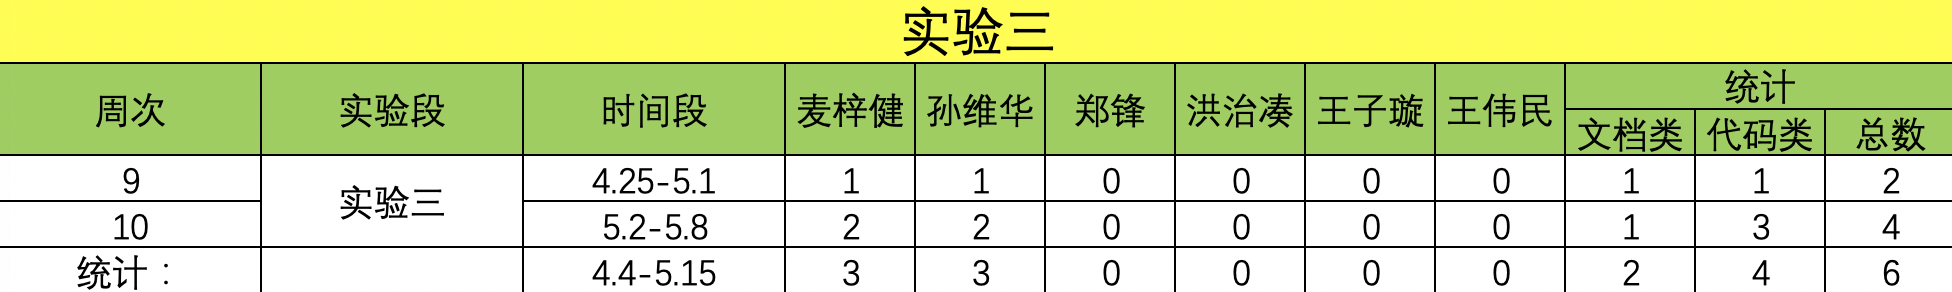 实验三
周次 实验段 时间段 麦梓健 孙维华 郑锋 洪治凑 王子璇 王伟民 统计
文档类 代码类 总数
9 实验三 4.25-5.1 1 1 0 0 0 0 1 1 2
10 5.2-5.8 2 2 0 0 0 0 1 3 4
统计： 4.4-5.15 3 3 0 0 0 0 2 4 6